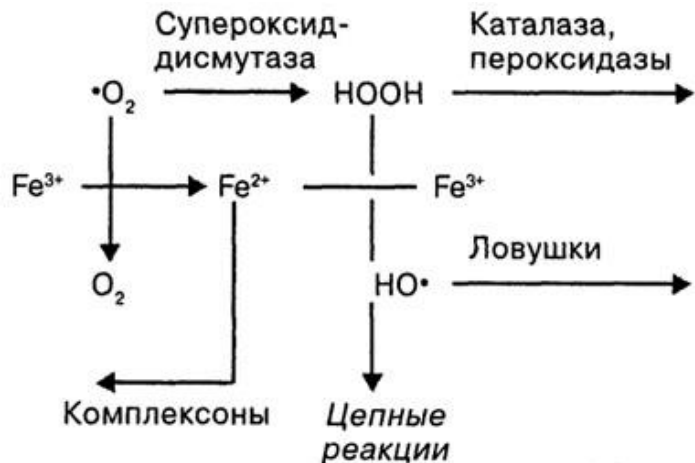 Супероксид-
дисмутаза
Каталаза,
пероксидазы
•O₂
HOOH
Fe³⁺
Fe²⁺
Fe³⁺
O₂
HO•
Ловушки
Комплексоны
Цепные
реакции